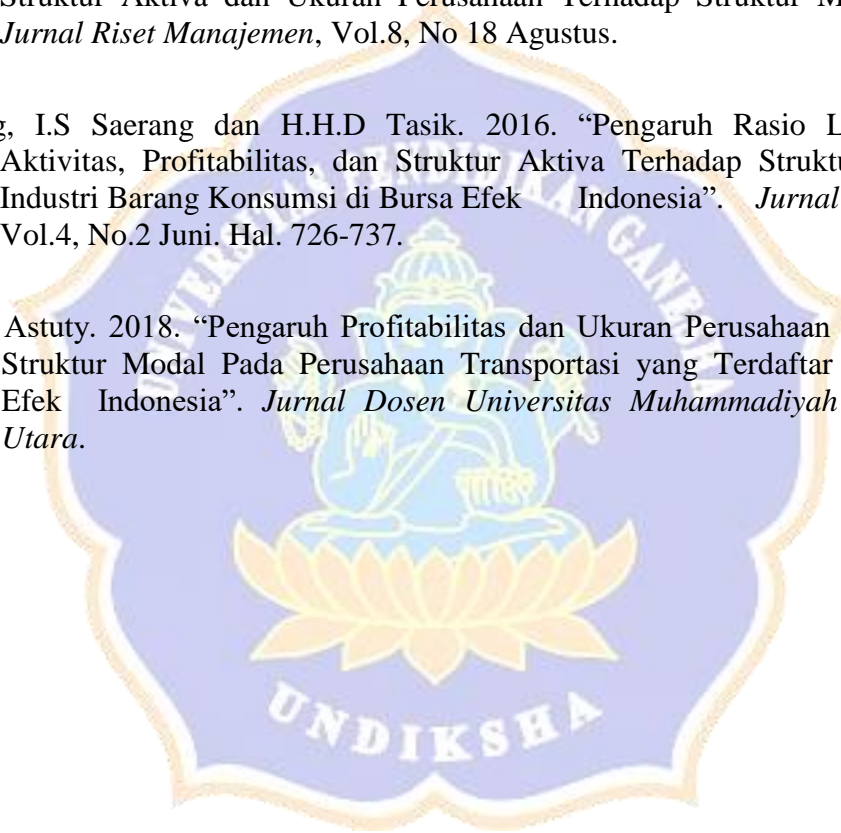 Struktur Aktiva dan Ukuran Perusahaan Terhadap Struktur
Jurnal Riset Manajemen, Vol.8, No 18 Agustus.
I.S Saerang dan H.H.D Tasik. 2016. “Pengaruh Rasio
Aktivitas, Profitabilitas, dan Struktur Aktiva Terhadap
Industri Barang Konsumsi di Bursa Efek Indonesia”. Jurnal
Vol.4, No.2 Juni. Hal. 726-737.
Astuty. 2018. “Pengaruh Profitabilitas dan Ukuran Perusahaan
Struktur Modal Pada Perusahaan Transportasi yang Terdaftar
Efek Indonesia”. Jurnal Dosen Universitas Muhammadiyah
Utara.
UNIVERSITAS PENDIDIKAN GANESHA
UNDIKSHA